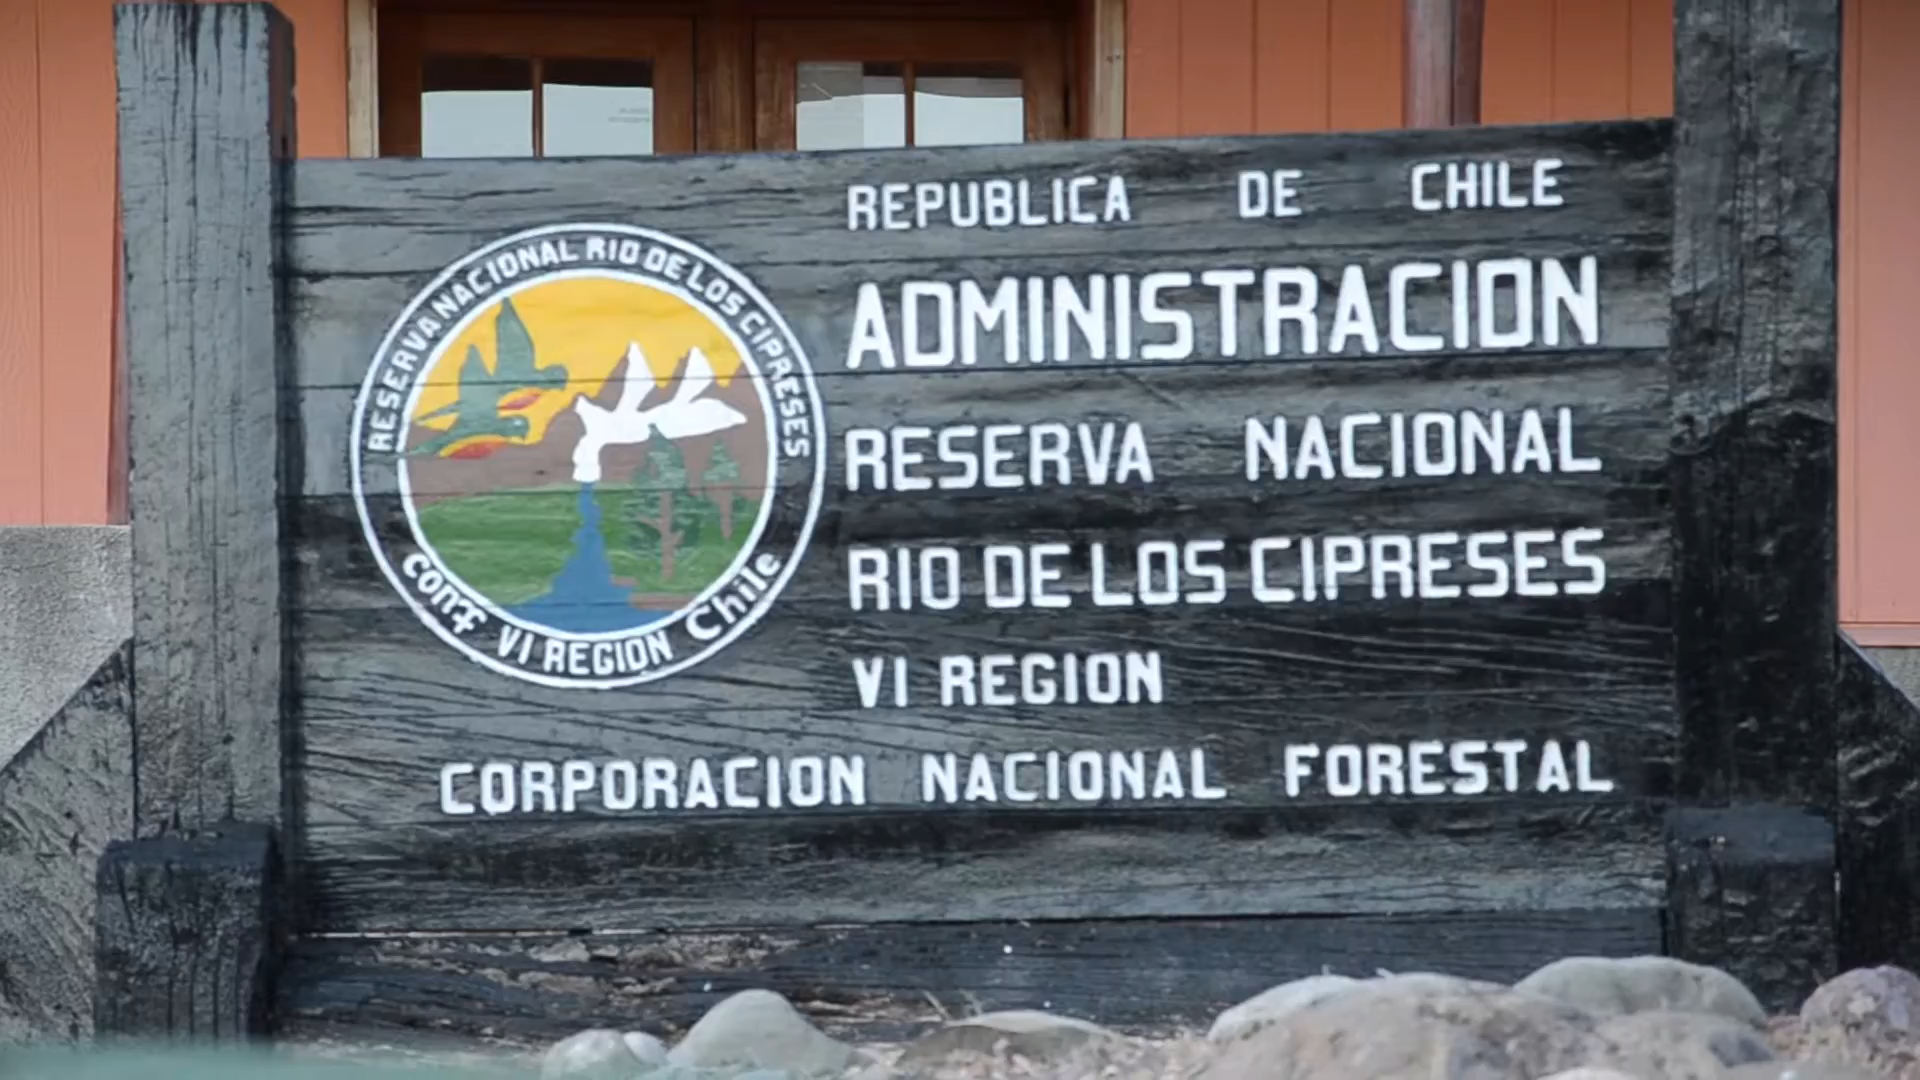 REPUBLICA DE CHILE
ADMINISTRACION
RESERVA NACIONAL
RIO DE LOS CIPRESES
VI REGION
CORPORACION NACIONAL FORESTAL
RESERVA NACIONAL RIO DE LOS CIPRESES
conf VI REGION Chile